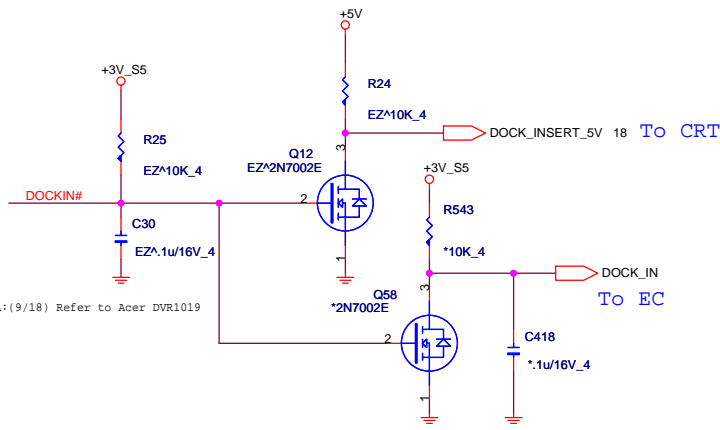 +5V
+3V_S5
R24
EZ^10K_4
R25
EZ^10K_4
DOCK_INSERT_5V 18 To CRT
3
Q12
EZ^2N7002E
2
1
+3V_S5
DOCKIN#
C30
EZ^.1u/16V_4
R543
*10K_4
DOCK_IN
To EC
:(9/18) Refer to Acer DVR1019
3
Q58
*2N7002E
2
1
C418
*.1u/16V_4